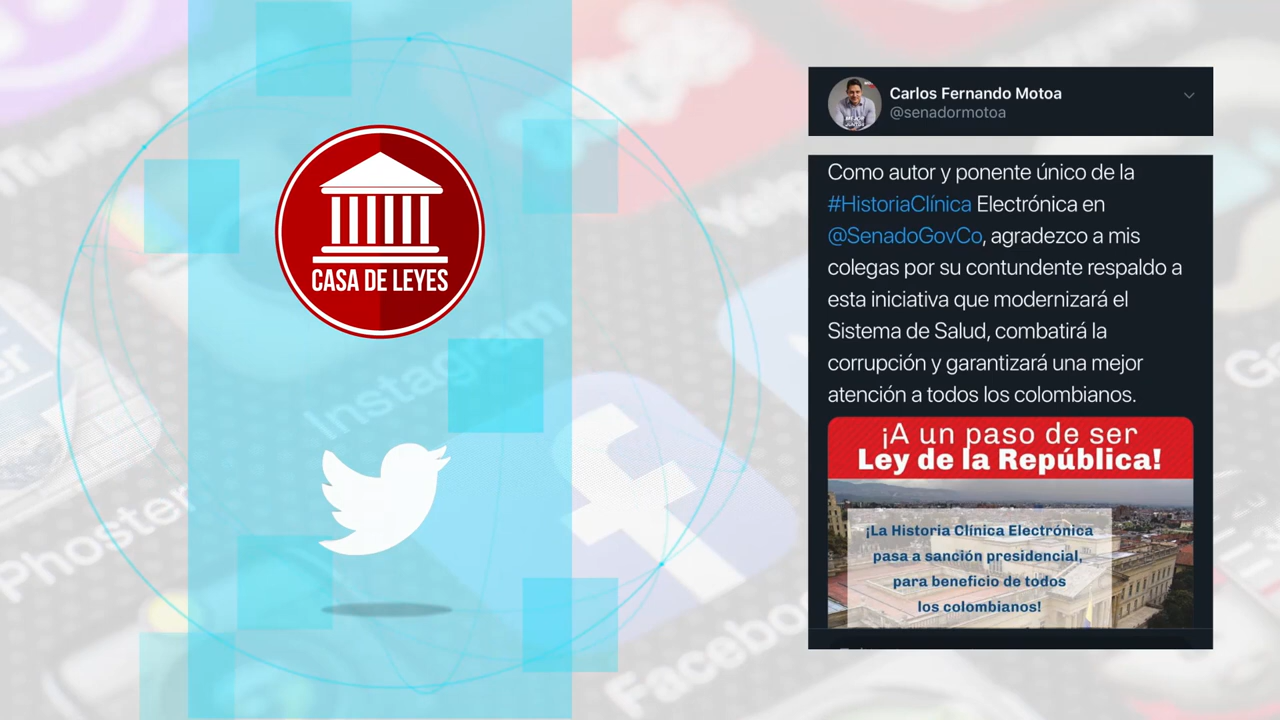 CASA DE LEYES
Instagram
Phoster
Facebo
Carlos Fernando Motoa
@senadormotoa
Como autor y ponente único de la
#HistoriaClínica Electrónica en
@SenadoGovCo, agradezco a mis
colegas por su contundente respaldo a
esta iniciativa que modernizará el
Sistema de Salud, combatirá la
corrupción y garantizará una mejor
atención a todos los colombianos.
¡A un paso de ser
Ley de la República!
¡La Historia Clínica Electrónica
pasa a sanción presidencial,
para beneficio de todos
los colombianos!